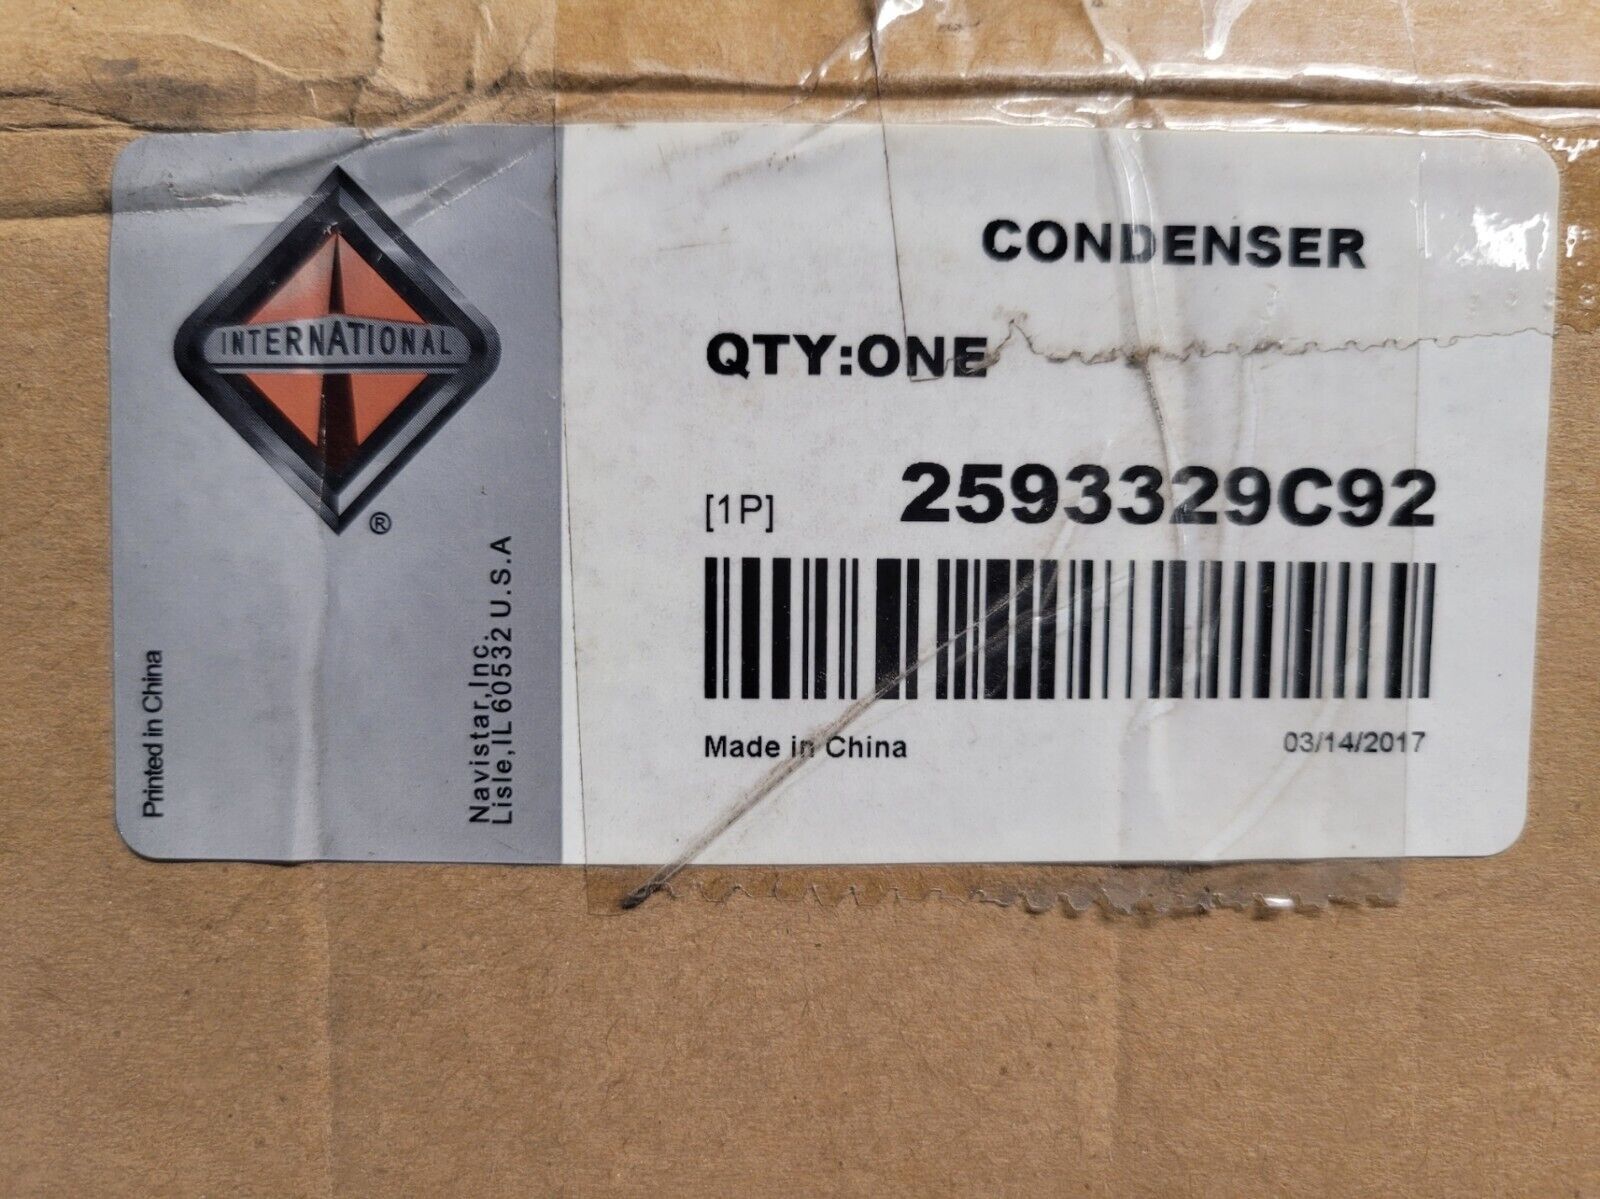 INTERNATIONAL
®
Printed in China
Navistar,Inc.
Lisle,IL 60532 U.S.A
CONDENSER
QTY:ONE
[1P] 2593329C92
Made in China 03/14/2017